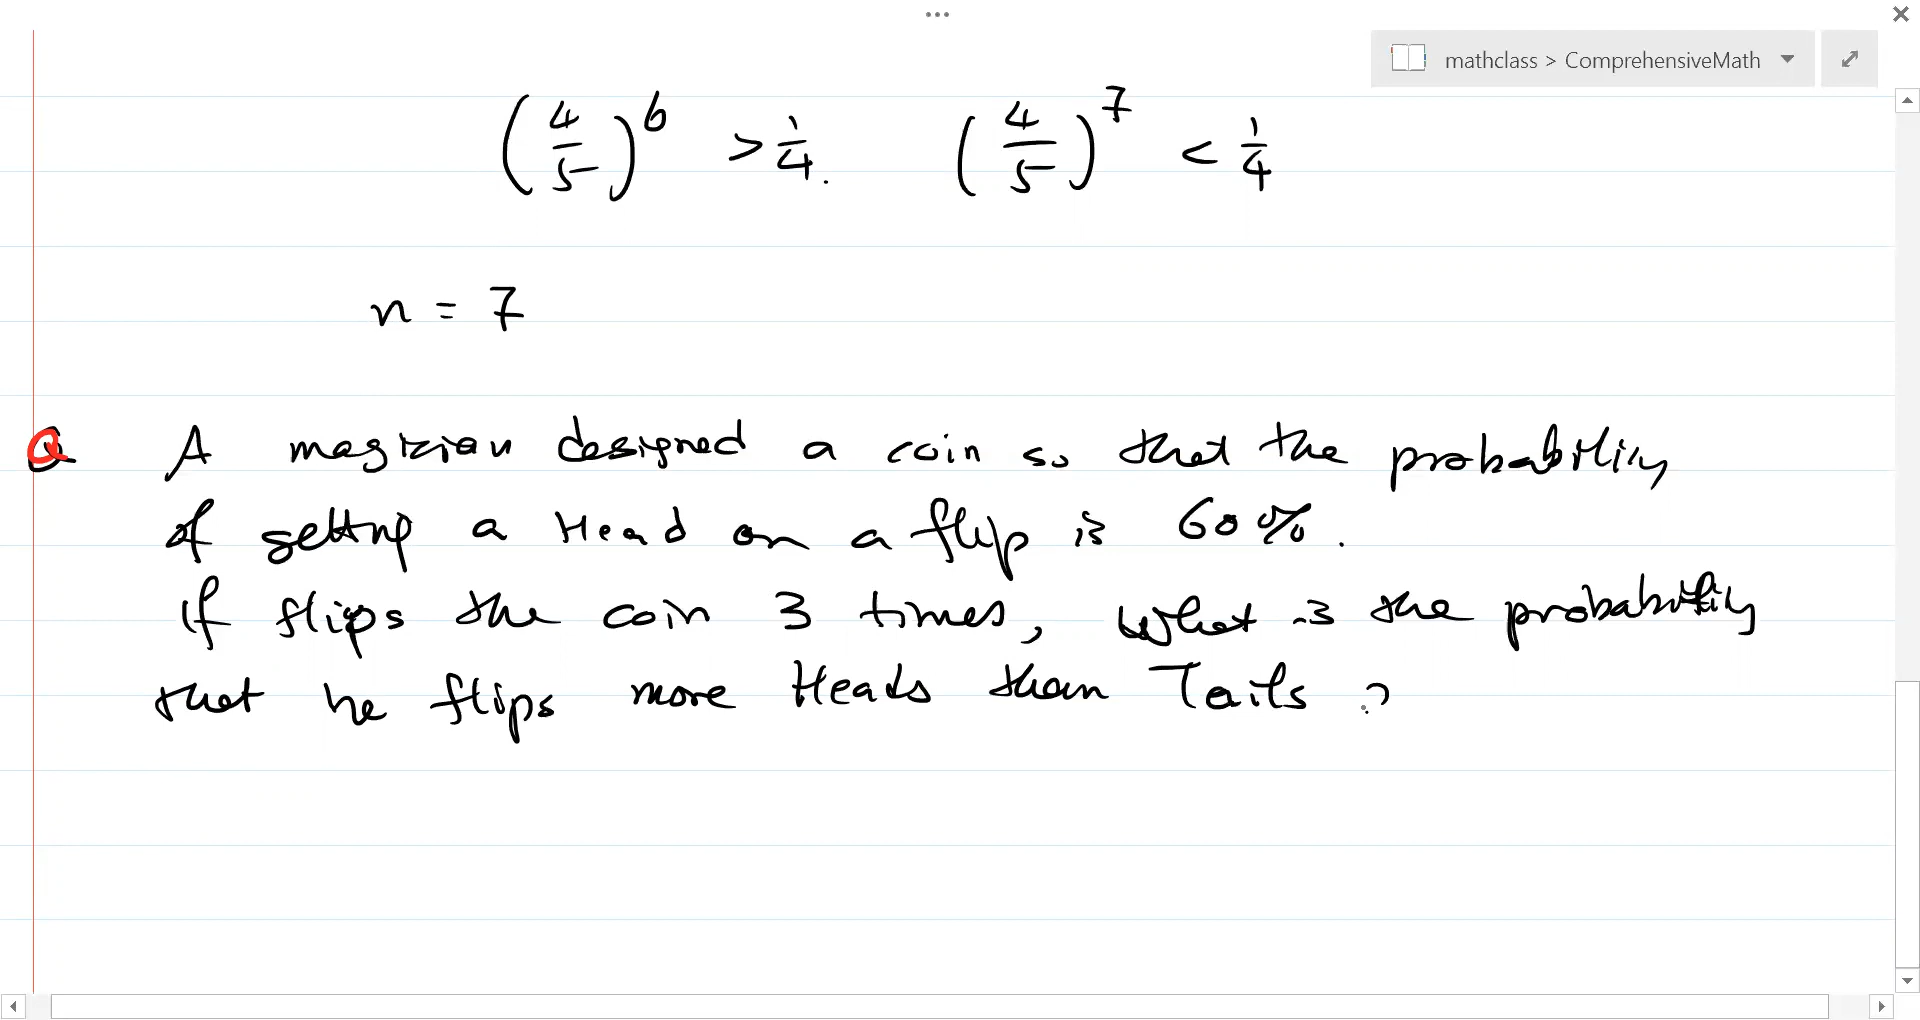 mathclass > ComprehensiveMath
(4/5)^6 > 1/4. (4/5)^7 < 1/4
n = 7
Q A magician designed a coin so that the probability
of getting a Head on a flip is 60%.
If flips the coin 3 times, What is the probability
that he flips more Heads than Tails ?